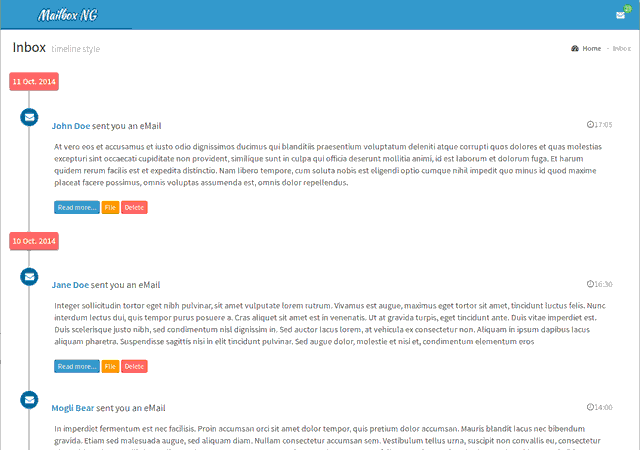 Mailbox NG
Inbox timeline style
Home - Inbox
11 Oct. 2014
John Doe sent you an eMail
17:05
At vero eos et accusamus et iusto odio dignissimos ducimus qui blanditiis praesentium voluptatum deleniti atque corrupti quos dolores et quas molestias
excepturi sint occaecati cupiditate non provident, similique sunt in culpa qui officia deserunt mollitia animi, id est laborum et dolorum fuga. Et harum
quidem rerum facilis est et expedita distinctio. Nam libero tempore, cum soluta nobis est eligendi optio cumque nihil impedit quo minus id quod maxime
placeat facere possimus, omnis voluptas assumenda est, omnis dolor repellendus.
Read more... File Delete
10 Oct. 2014
Jane Doe sent you an eMail
16:30
Integer sollicitudin tortor eget nibh pulvinar, sit amet vulputate lorem rutrum. Vivamus est augue, maximus eget tortor sit amet, tincidunt luctus felis. Nunc
interdum lectus dui, quis tempor purus posuere a. Cras aliquet sit amet est in venenatis. Ut at gravida turpis, eget tincidunt ante. Duis vitae imperdiet est.
Duis scelerisque justo nibh, sed condimentum nisl dignissim in. Sed auctor lacus lorem, at vehicula ex consectetur non. Aliquam in ipsum dapibus lacus
aliquam pharetra. Suspendisse sagittis nisi in elit tincidunt pulvinar. Sed augue dolor, molestie et nisi et, condimentum elementum eros
Read more... File Delete
Mogli Bear sent you an eMail
14:00
In imperdiet fermentum est nec facilisis. Proin accumsan orci sit amet dolor tempor, quis pretium dolor accumsan. Mauris blandit lacus nec bibendum
gravida. Etiam sed malesuada augue, sed aliquam diam. Nullam consectetur accumsan sem. Vestibulum tellus urna, suscipit non convallis eu, consectetur